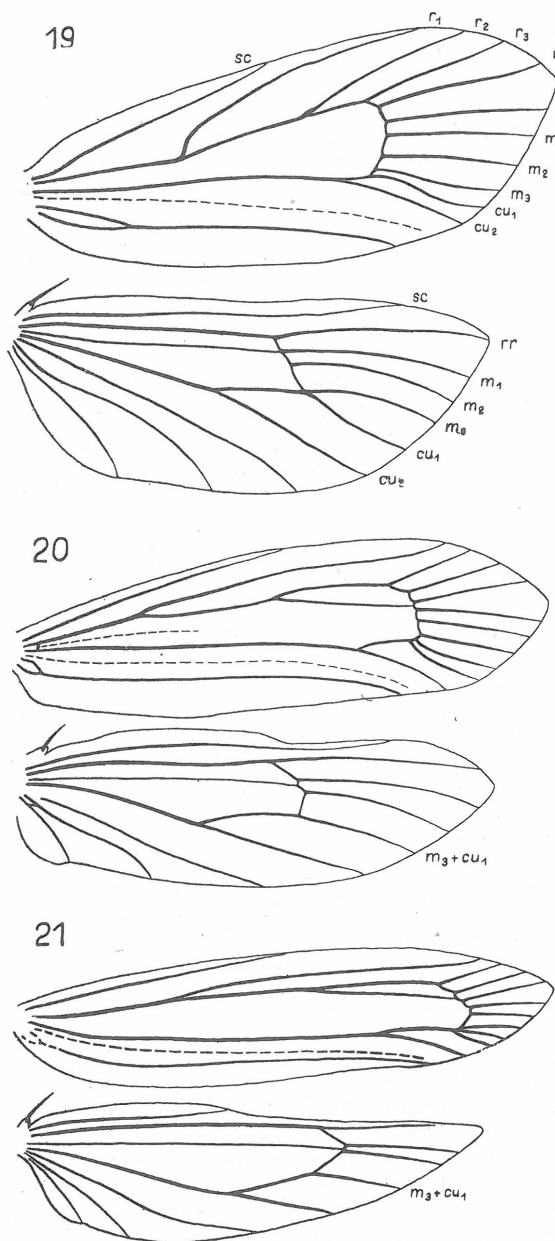 19
sc
r₁
r₂
r₃
m₂
m₃
cu₁
cu₂
sc
rr
m₁
m₂
m₃
cu₁
cu₂
20
m₃+cu₁
21
m₃+cu₁